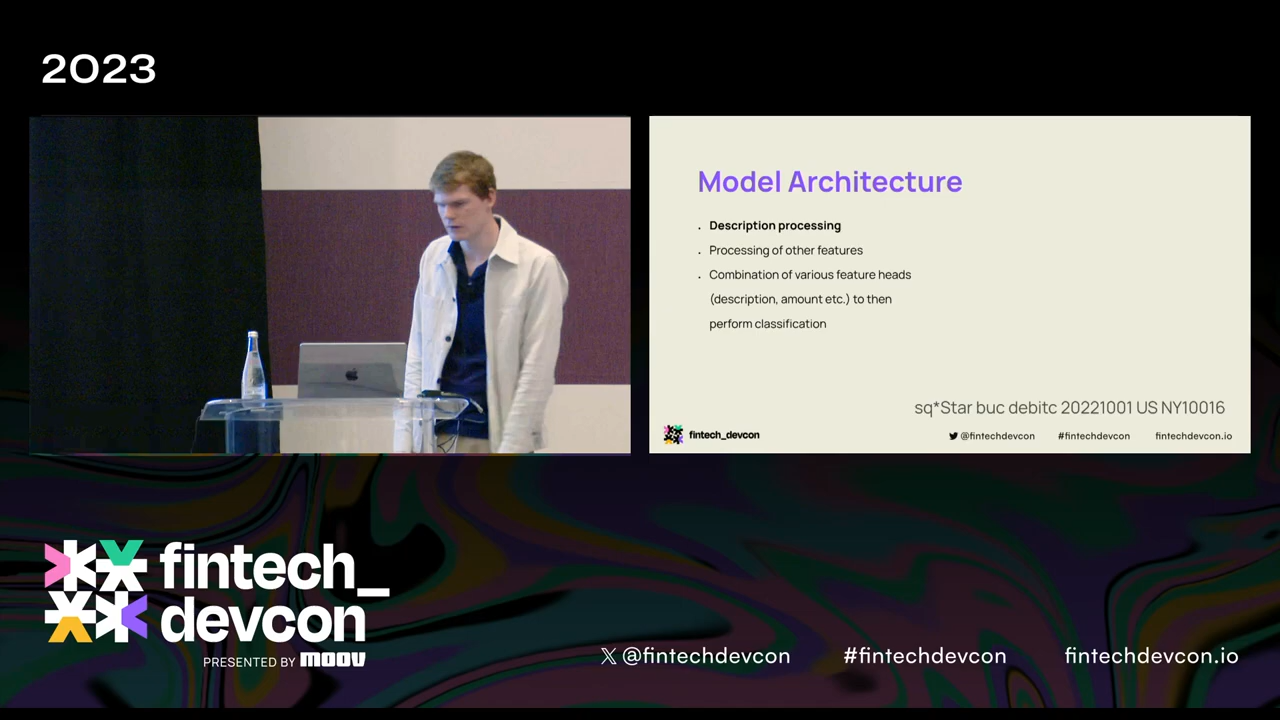 2023
Model Architecture
. Description processing
. Processing of other features
. Combination of various feature heads
(description, amount etc.) to then
perform classification
sq*Star buc debitc 20221001 US NY10016
fintech_devcon
@fintechdevcon #fintechdevcon fintechdevcon.io
fintech_
devcon
PRESENTED BY moov
𝕏 @fintechdevcon #fintechdevcon fintechdevcon.io